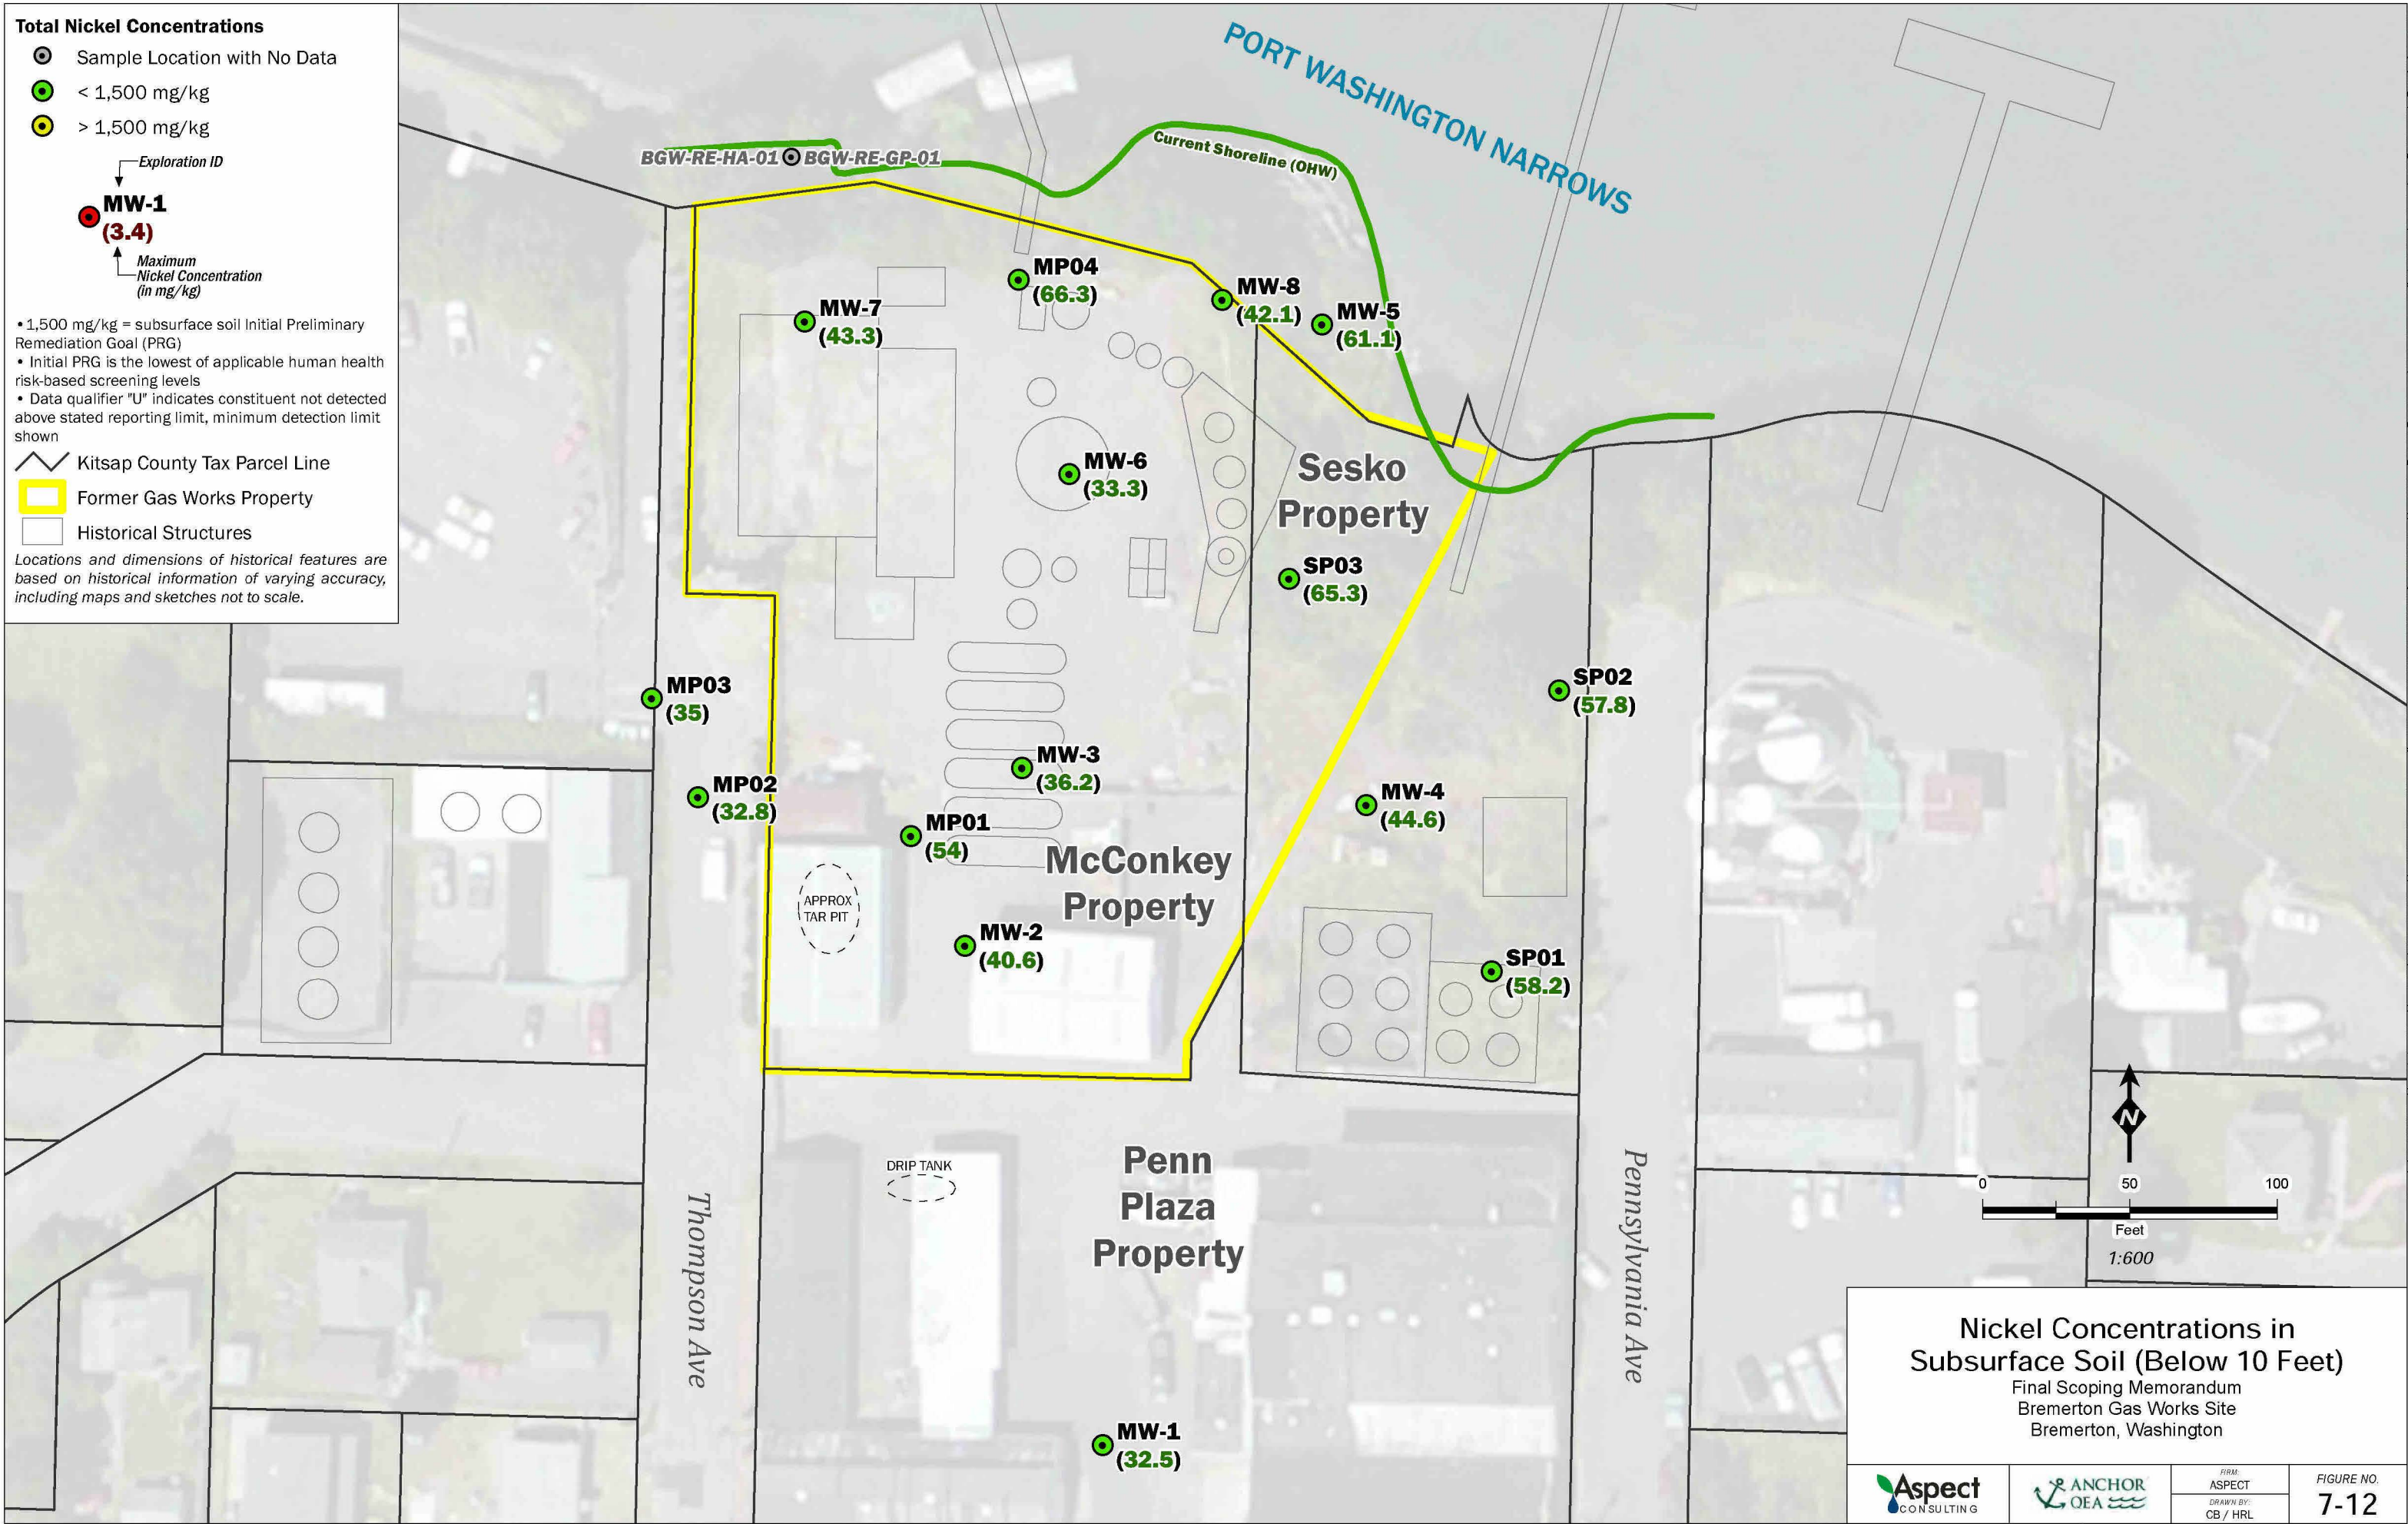 Total Nickel Concentrations
Sample Location with No Data
< 1,500 mg/kg
> 1,500 mg/kg
Exploration ID
MW-1
(3.4)
Maximum
Nickel Concentration
(in mg/kg)
• 1,500 mg/kg = subsurface soil Initial Preliminary
Remediation Goal (PRG)
• Initial PRG is the lowest of applicable human health
risk-based screening levels
• Data qualifier "U" indicates constituent not detected
above stated reporting limit, minimum detection limit
shown
Kitsap County Tax Parcel Line
Former Gas Works Property
Historical Structures
Locations and dimensions of historical features are
based on historical information of varying accuracy,
including maps and sketches not to scale.
PORT WASHINGTON NARROWS
Current Shoreline (OHW)
BGW-RE-HA-01 BGW-RE-GP-01
MP04
(66.3)
MW-8
(42.1)
MW-7
(43.3)
MW-5
(61.1)
MW-6
(33.3)
Sesko
Property
SP03
(65.3)
MP03
(35)
SP02
(57.8)
MW-3
(36.2)
MP02
(32.8)
MW-4
(44.6)
MP01
(54)
McConkey
Property
APPROX
TAR PIT
MW-2
(40.6)
SP01
(58.2)
DRIP TANK
Penn
Plaza
Property
Thompson Ave
Pennsylvania Ave
MW-1
(32.5)
N
0 50 100
Feet
1:600
Nickel Concentrations in
Subsurface Soil (Below 10 Feet)
Final Scoping Memorandum
Bremerton Gas Works Site
Bremerton, Washington
Aspect
CONSULTING
ANCHOR
QEA
FIRM:
ASPECT
DRAWN BY:
CB / HRL
FIGURE NO.
7-12